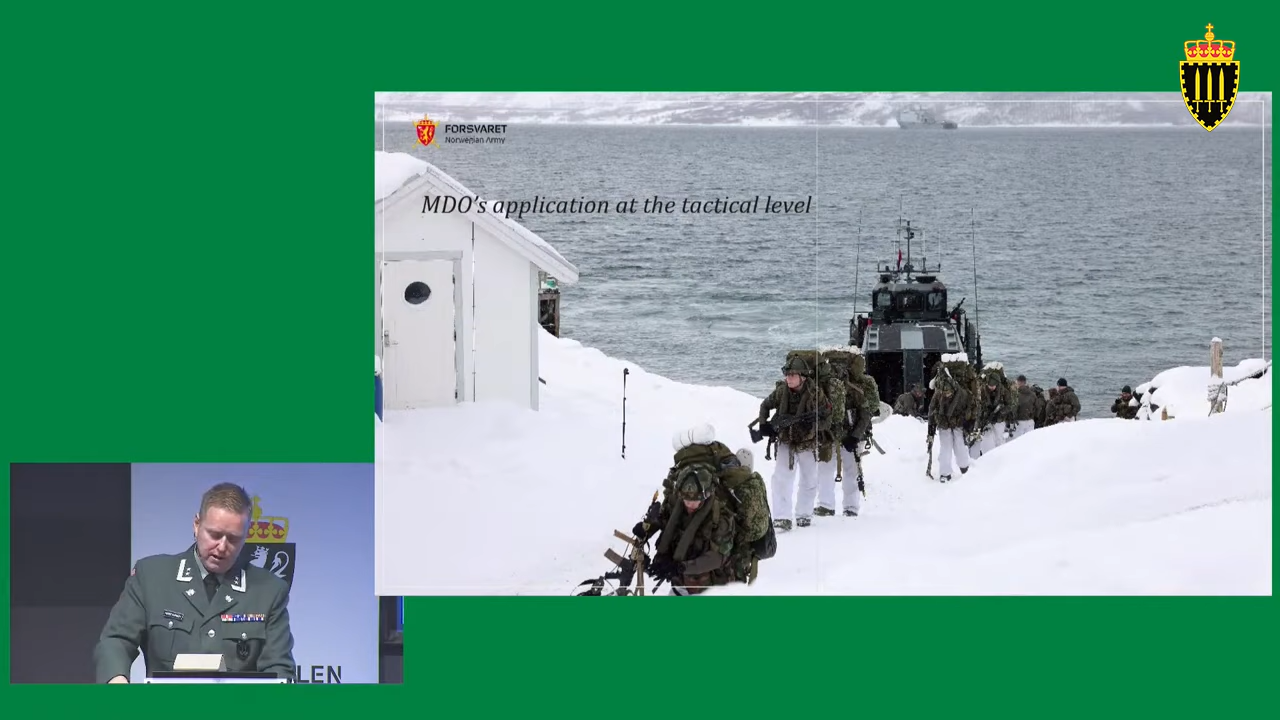 FORSVARET
Norwegian Army
MDO's application at the tactical level
LEN